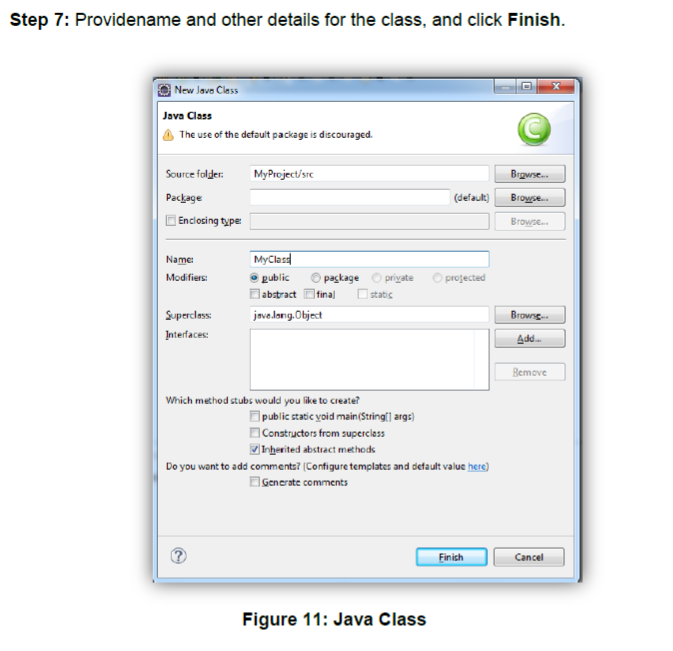 Step 7: Providename and other details for the class, and click Finish.
New Java Class
Java Class
The use of the default package is discouraged.
Source folder: MyProject/src Browse...
Package: (default) Browse...
Enclosing type: Browse...
Name: MyClass
Modifiers: public package private protected
abstract final static
Superclass: java.lang.Object Browse...
Interfaces: Add...
Remove
Which method stubs would you like to create?
public static void main(String[] args)
Constructors from superclass
Inherited abstract methods
Do you want to add comments? (Configure templates and default value here)
Generate comments
? Finish Cancel
Figure 11: Java Class